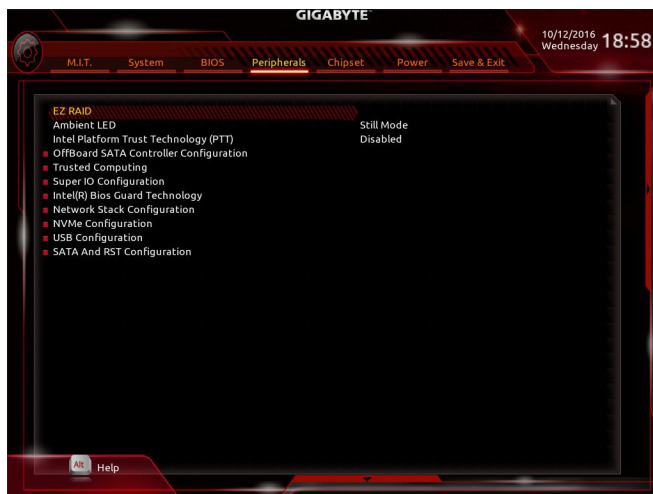 GIGABYTE™
10/12/2016
Wednesday
18:58
M.I.T. System BIOS Peripherals Chipset Power Save & Exit
EZ RAID
Ambient LED Still Mode
Intel Platform Trust Technology (PTT) Disabled
OffBoard SATA Controller Configuration
Trusted Computing
Super IO Configuration
Intel(R) Bios Guard Technology
Network Stack Configuration
NVMe Configuration
USB Configuration
SATA And RST Configuration
Alt Help